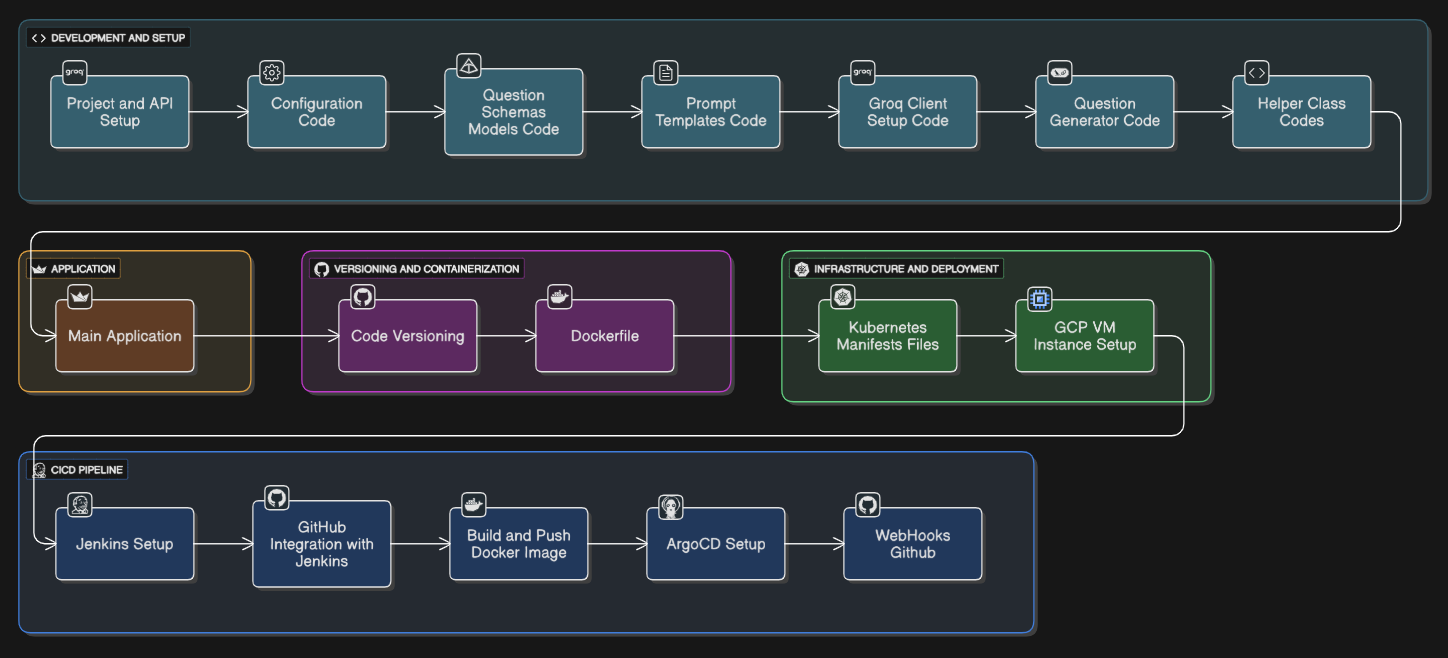 <> DEVELOPMENT AND SETUP
groq
Project and API
Setup
Configuration
Code
Question
Schemas
Models Code
Prompt
Templates Code
groq
Groq Client
Setup Code
Question
Generator Code
<>
Helper Class
Codes
APPLICATION
Main Application
VERSIONING AND CONTAINERIZATION
Code Versioning
Dockerfile
INFRASTRUCTURE AND DEPLOYMENT
Kubernetes
Manifests Files
GCP VM
Instance Setup
CICD PIPELINE
Jenkins Setup
GitHub
Integration with
Jenkins
Build and Push
Docker Image
ArgoCD Setup
WebHooks
Github